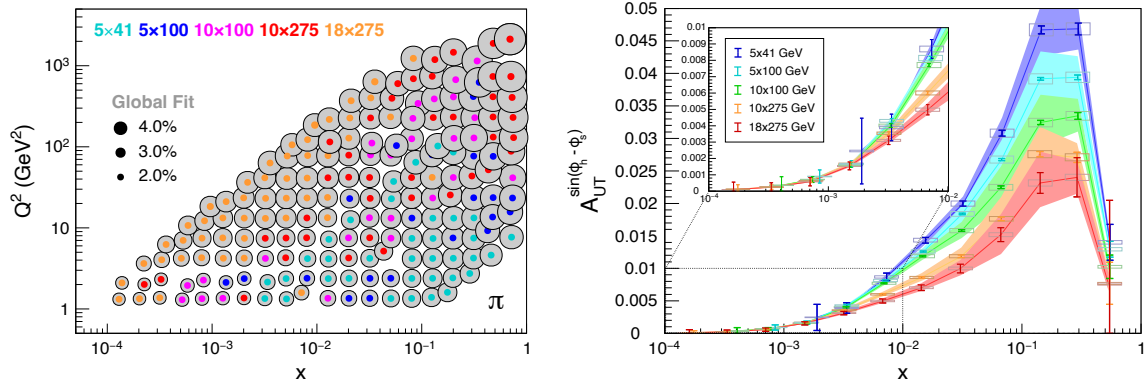 5×41 5×100 10×100 10×275 18×275
Global Fit
4.0%
3.0%
2.0%
π
Q² (GeV²)
10³
10²
10
1
10⁻⁴ 10⁻³ 10⁻² 10⁻¹ 1
x
A_UT^sin(ϕ_h - ϕ_s)
0.05
0.045
0.04
0.035
0.03
0.025
0.02
0.015
0.01
0.005
0
10⁻⁴ 10⁻³ 10⁻² 10⁻¹ 1
x
0.01
0.009
0.008
0.007
0.006
0.005
0.004
0.003
0.002
0.001
0
10⁻⁴ 10⁻³ 10⁻²
5x41 GeV
5x100 GeV
10x100 GeV
10x275 GeV
18x275 GeV